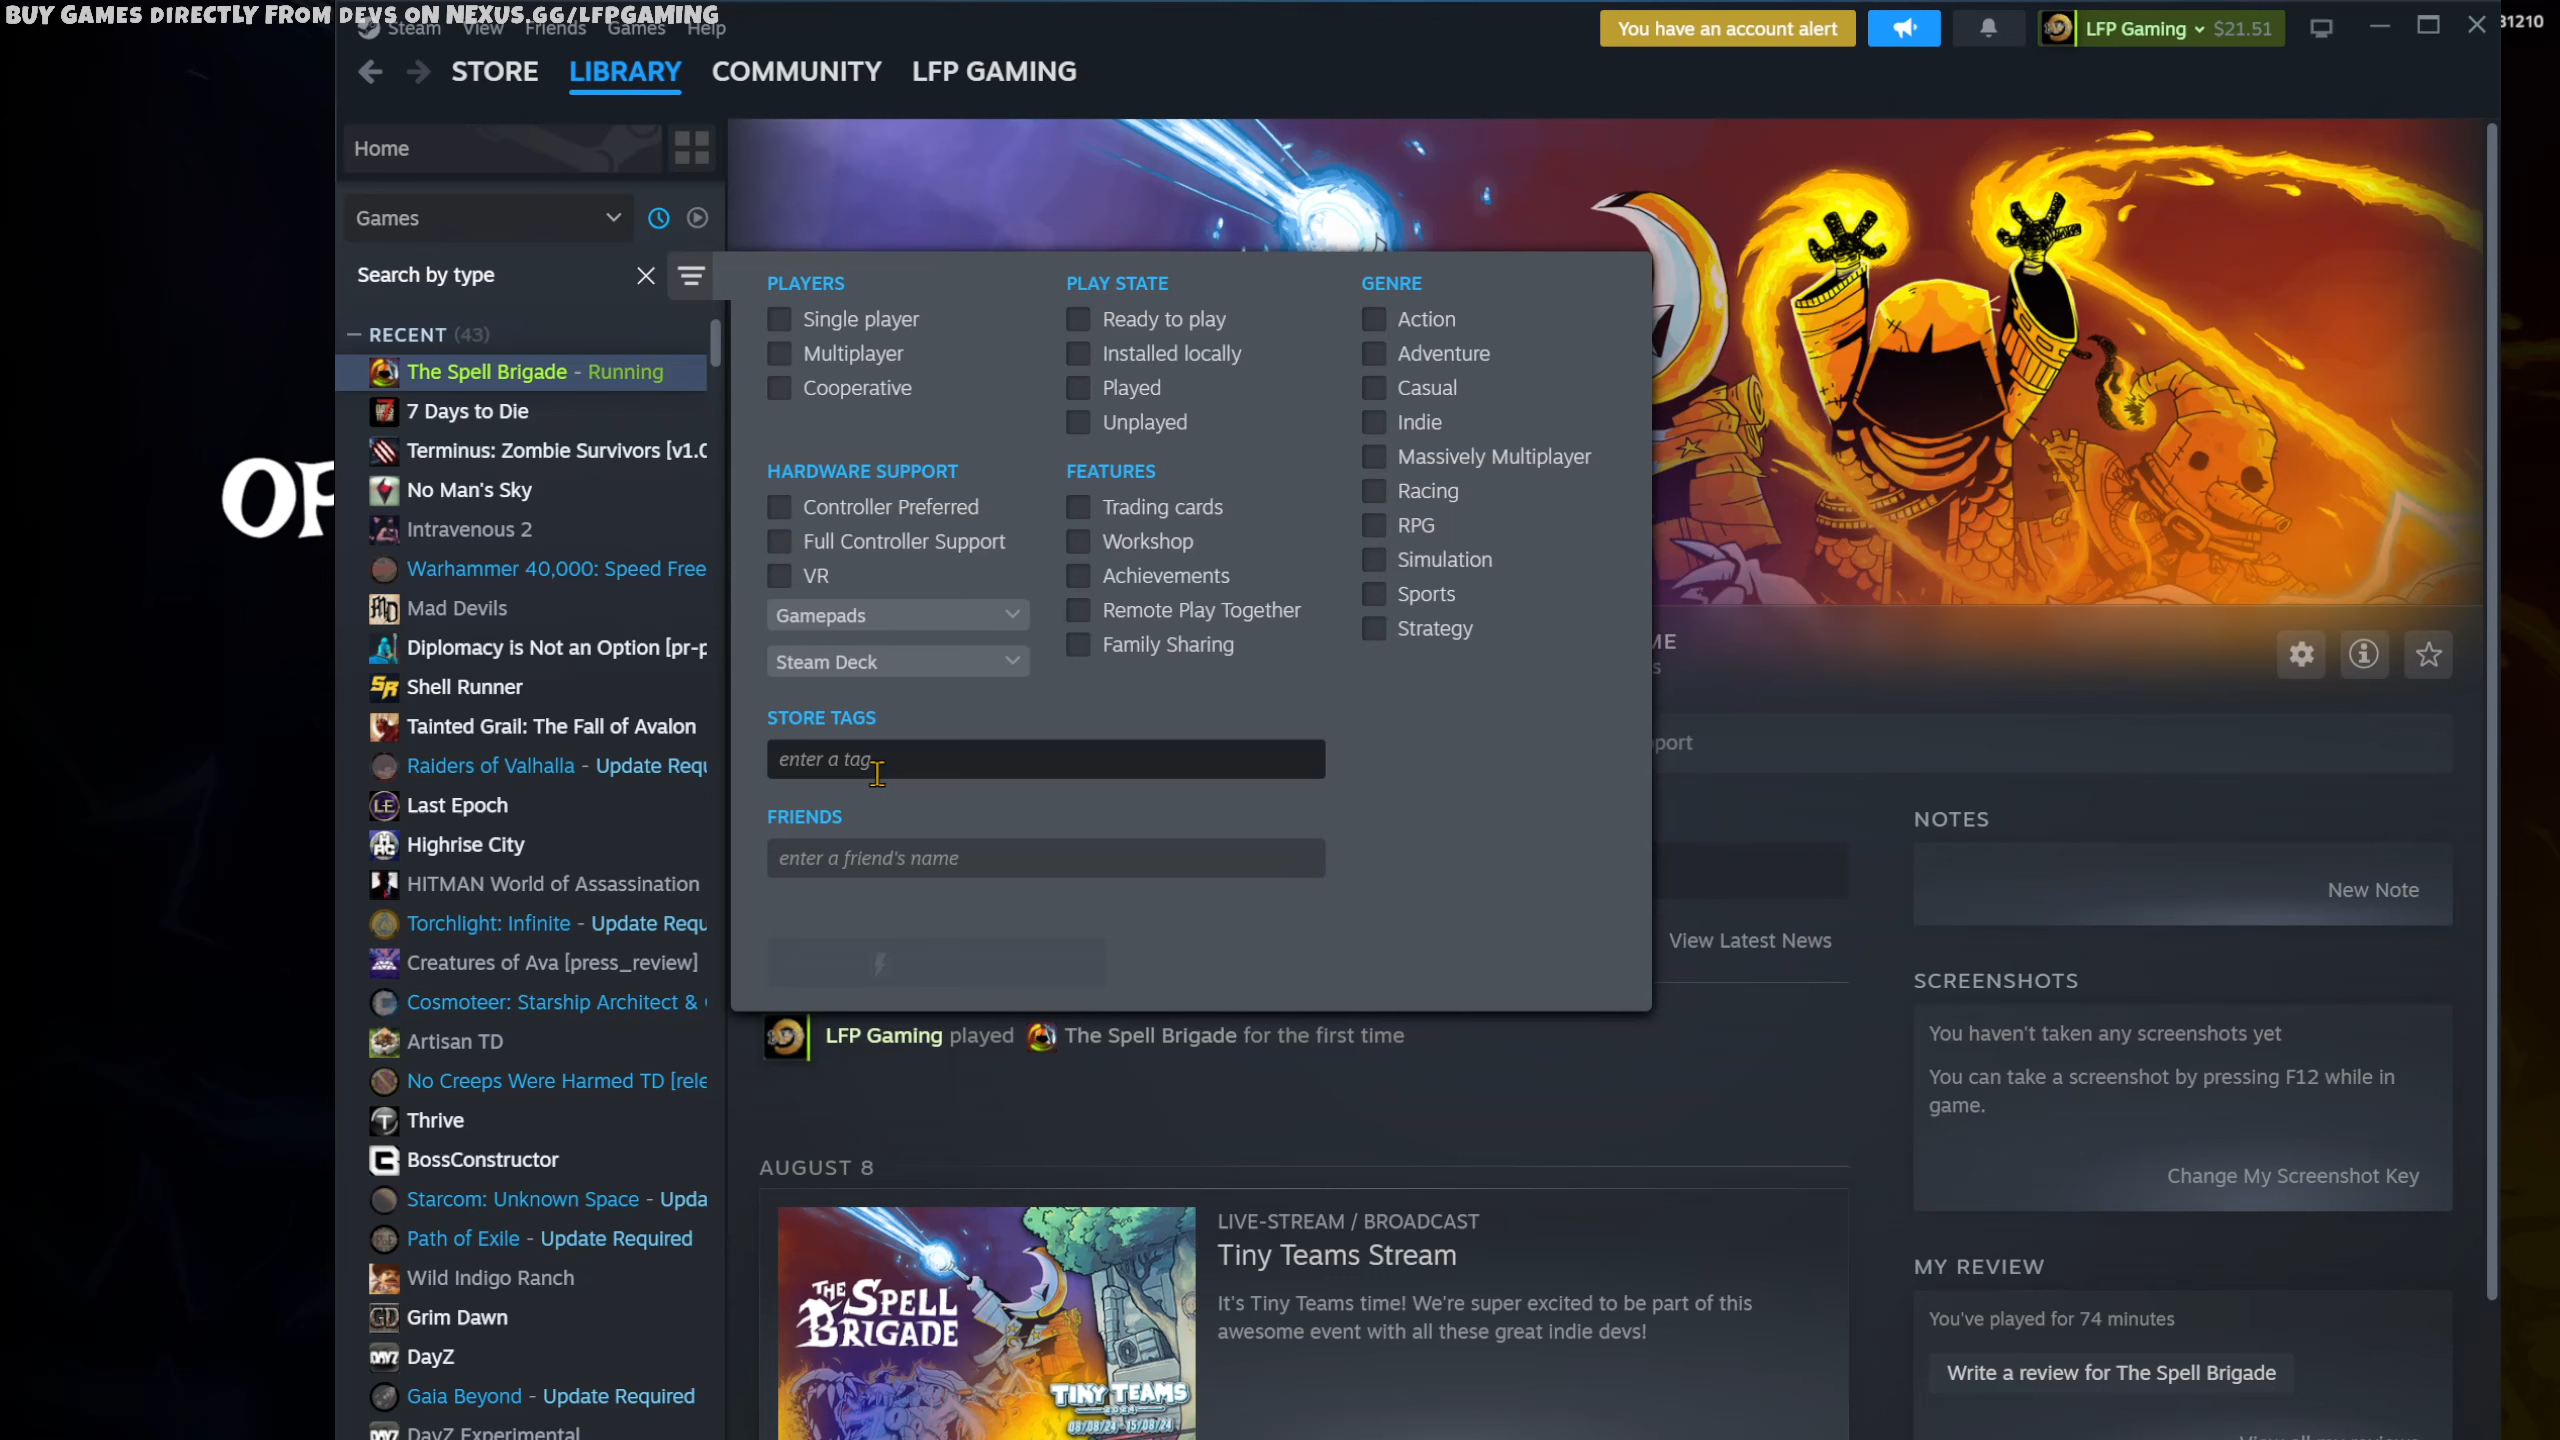 BUY GAMES DIRECTLY FROM DEVS ON NEXUS.GG/LFPGAMING
Steam View Friends Games Help
You have an account alert
LFP Gaming $21.51
31210
STORE LIBRARY COMMUNITY LFP GAMING
Home
Games
Search by type
RECENT (43)
The Spell Brigade - Running
7 Days to Die
Terminus: Zombie Survivors [v1.0
No Man's Sky
Intravenous 2
Warhammer 40,000: Speed Free
Mad Devils
Diplomacy is Not an Option [pr-p
Shell Runner
Tainted Grail: The Fall of Avalon
Raiders of Valhalla - Update Requ
Last Epoch
Highrise City
HITMAN World of Assassination
Torchlight: Infinite - Update Requ
Creatures of Ava [press_review]
Cosmoteer: Starship Architect &
Artisan TD
No Creeps Were Harmed TD [rele
Thrive
BossConstructor
Starcom: Unknown Space - Upda
Path of Exile - Update Required
Wild Indigo Ranch
Grim Dawn
DayZ
Gaia Beyond - Update Required
DayZ Experimental
OP
PLAYERS
Single player
Multiplayer
Cooperative
HARDWARE SUPPORT
Controller Preferred
Full Controller Support
VR
Gamepads
Steam Deck
PLAY STATE
Ready to play
Installed locally
Played
Unplayed
FEATURES
Trading cards
Workshop
Achievements
Remote Play Together
Family Sharing
GENRE
Action
Adventure
Casual
Indie
Massively Multiplayer
Racing
RPG
Simulation
Sports
Strategy
STORE TAGS
enter a tag
FRIENDS
enter a friend's name
ME
s
port
View Latest News
LFP Gaming played The Spell Brigade for the first time
AUGUST 8
THE SPELL BRIGADE
TINY TEAMS
2024
08/08/24-15/08/24
LIVE-STREAM / BROADCAST
Tiny Teams Stream
It's Tiny Teams time! We're super excited to be part of this
awesome event with all these great indie devs!
NOTES
New Note
SCREENSHOTS
You haven't taken any screenshots yet
You can take a screenshot by pressing F12 while in
game.
Change My Screenshot Key
MY REVIEW
You've played for 74 minutes
Write a review for The Spell Brigade